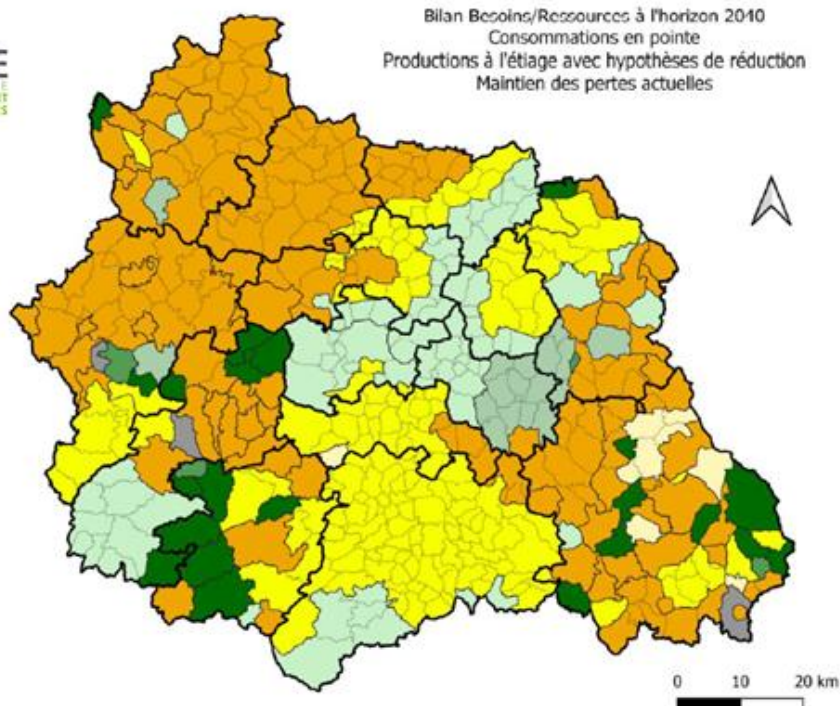 Bilan Besoins/Ressources à l'horizon 2040
Consommations en pointe
Productions à l'étiage avec hypothèses de réduction
Maintien des pertes actuelles
0 10 20 km